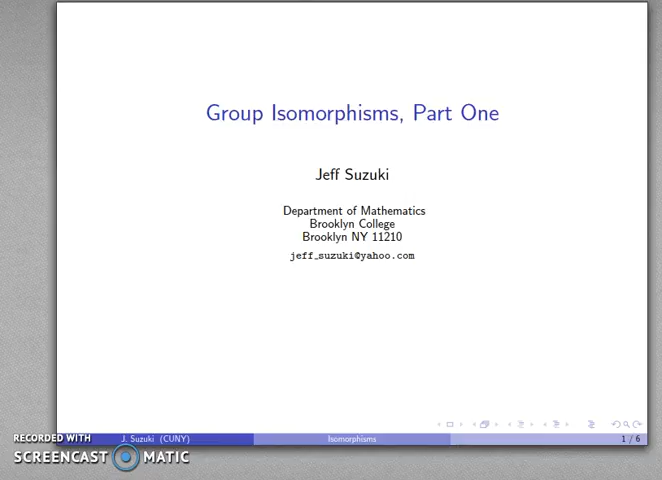 Group Isomorphisms, Part One
Jeff Suzuki
Department of Mathematics
Brooklyn College
Brooklyn NY 11210
jeff_suzuki@yahoo.com
J. Suzuki (CUNY)
Isomorphisms
1 / 6
RECORDED WITH
SCREENCAST MATIC